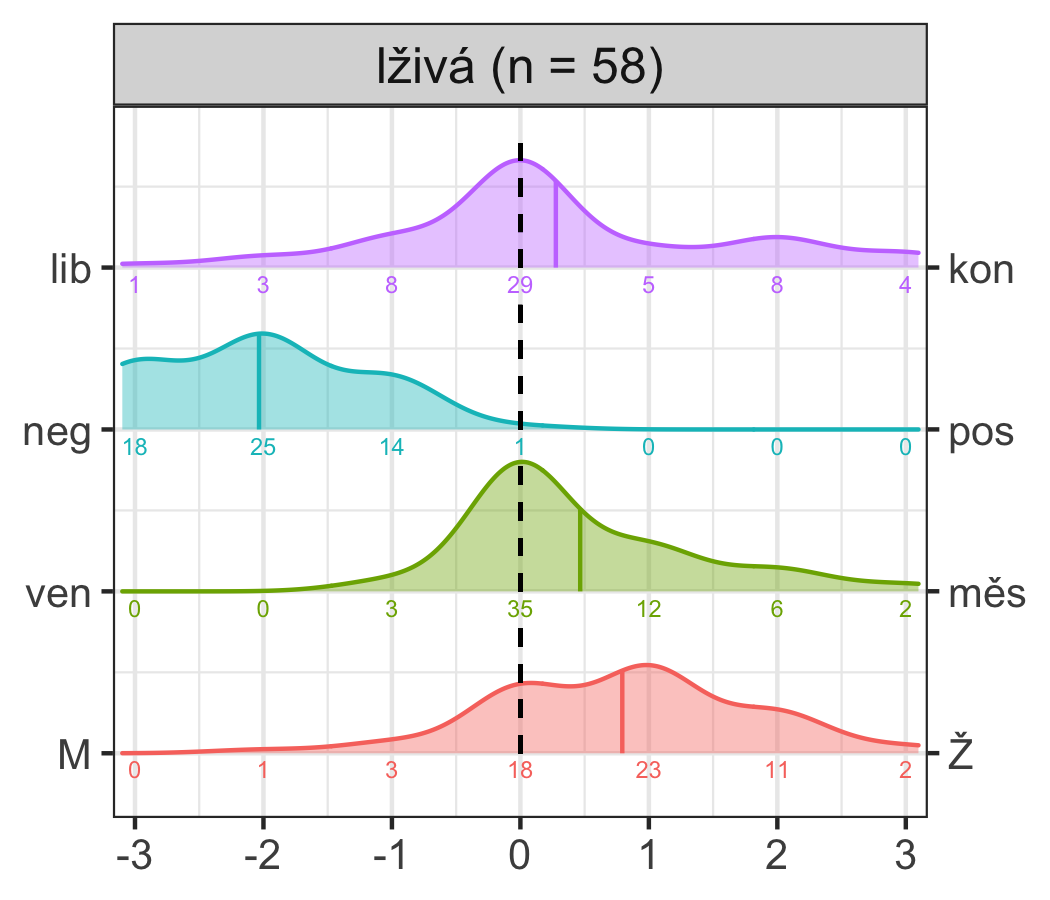 lživá (n = 58)
lib kon
1 3 8 29 5 8 4
neg pos
18 25 14 1 0 0 0
ven měs
0 0 3 35 12 6 2
M Ž
0 1 3 18 23 11 2
-3 -2 -1 0 1 2 3